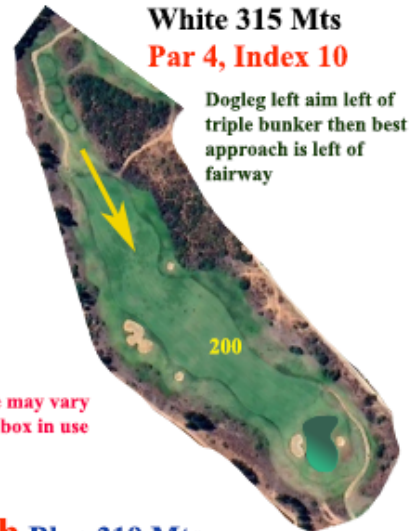 White 315 Mts
Par 4, Index 10
Dogleg left aim left of
triple bunker then best
approach is left of
fairway
200
may vary
box in use